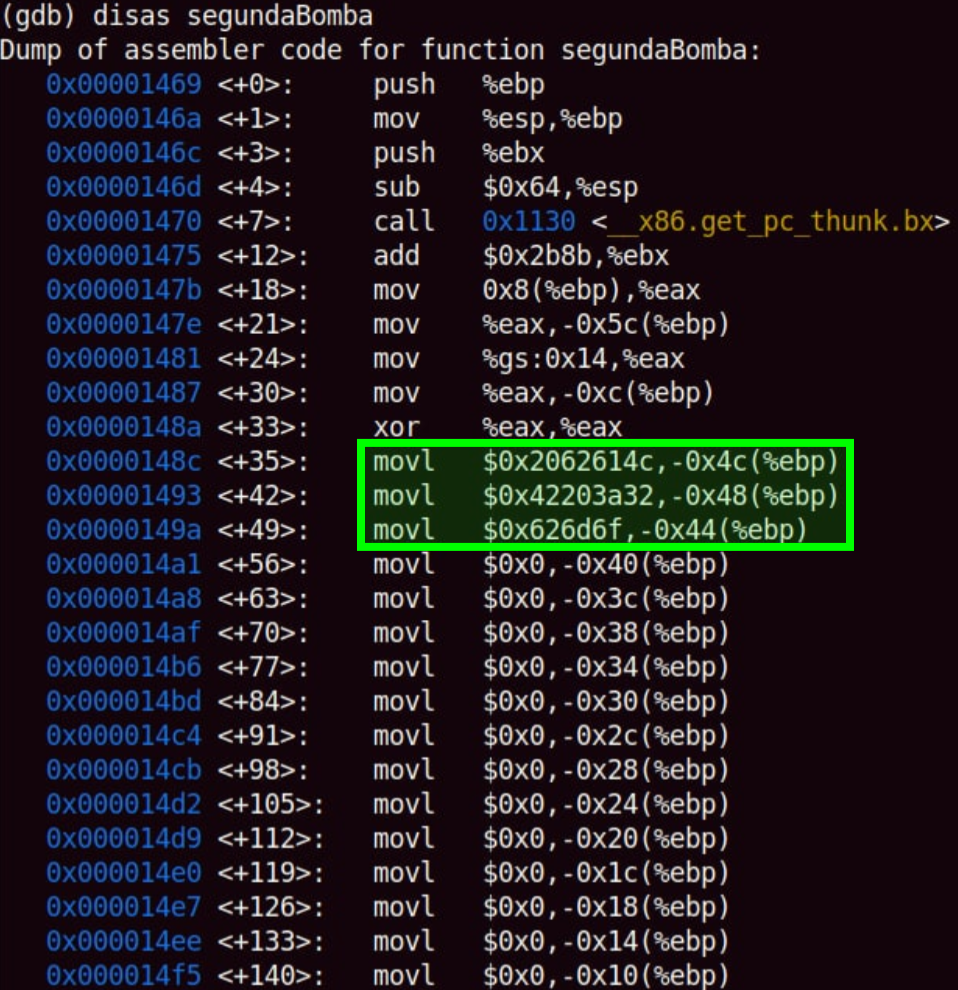 (gdb) disas segundaBomba
Dump of assembler code for function segundaBomba:
0x00001469 <+0>: push %ebp
0x0000146a <+1>: mov %esp,%ebp
0x0000146c <+3>: push %ebx
0x0000146d <+4>: sub $0x64,%esp
0x00001470 <+7>: call 0x1130 <__x86.get_pc_thunk.bx>
0x00001475 <+12>: add $0x2b8b,%ebx
0x0000147b <+18>: mov 0x8(%ebp),%eax
0x0000147e <+21>: mov %eax,-0x5c(%ebp)
0x00001481 <+24>: mov %gs:0x14,%eax
0x00001487 <+30>: mov %eax,-0xc(%ebp)
0x0000148a <+33>: xor %eax,%eax
0x0000148c <+35>: movl $0x2062614c,-0x4c(%ebp)
0x00001493 <+42>: movl $0x42203a32,-0x48(%ebp)
0x0000149a <+49>: movl $0x626d6f,-0x44(%ebp)
0x000014a1 <+56>: movl $0x0,-0x40(%ebp)
0x000014a8 <+63>: movl $0x0,-0x3c(%ebp)
0x000014af <+70>: movl $0x0,-0x38(%ebp)
0x000014b6 <+77>: movl $0x0,-0x34(%ebp)
0x000014bd <+84>: movl $0x0,-0x30(%ebp)
0x000014c4 <+91>: movl $0x0,-0x2c(%ebp)
0x000014cb <+98>: movl $0x0,-0x28(%ebp)
0x000014d2 <+105>: movl $0x0,-0x24(%ebp)
0x000014d9 <+112>: movl $0x0,-0x20(%ebp)
0x000014e0 <+119>: movl $0x0,-0x1c(%ebp)
0x000014e7 <+126>: movl $0x0,-0x18(%ebp)
0x000014ee <+133>: movl $0x0,-0x14(%ebp)
0x000014f5 <+140>: movl $0x0,-0x10(%ebp)